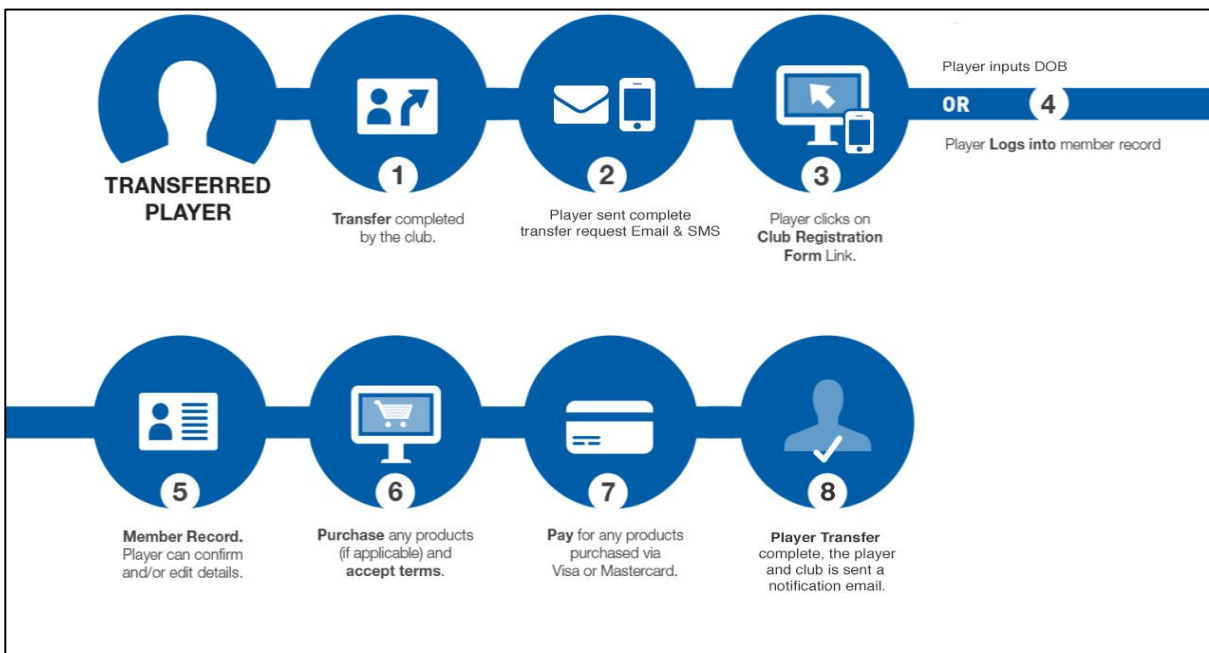 TRANSFERRED
PLAYER
1
Transfer completed
by the club.
2
Player sent complete
transfer request Email & SMS
3
Player clicks on
Club Registration
Form Link.
Player inputs DOB
OR
4
Player Logs into member record
5
Member Record.
Player can confirm
and/or edit details.
6
Purchase any products
(if applicable) and
accept terms.
7
Pay for any products
purchased via
Visa or Mastercard.
8
Player Transfer
complete, the player
and club is sent a
notification email.